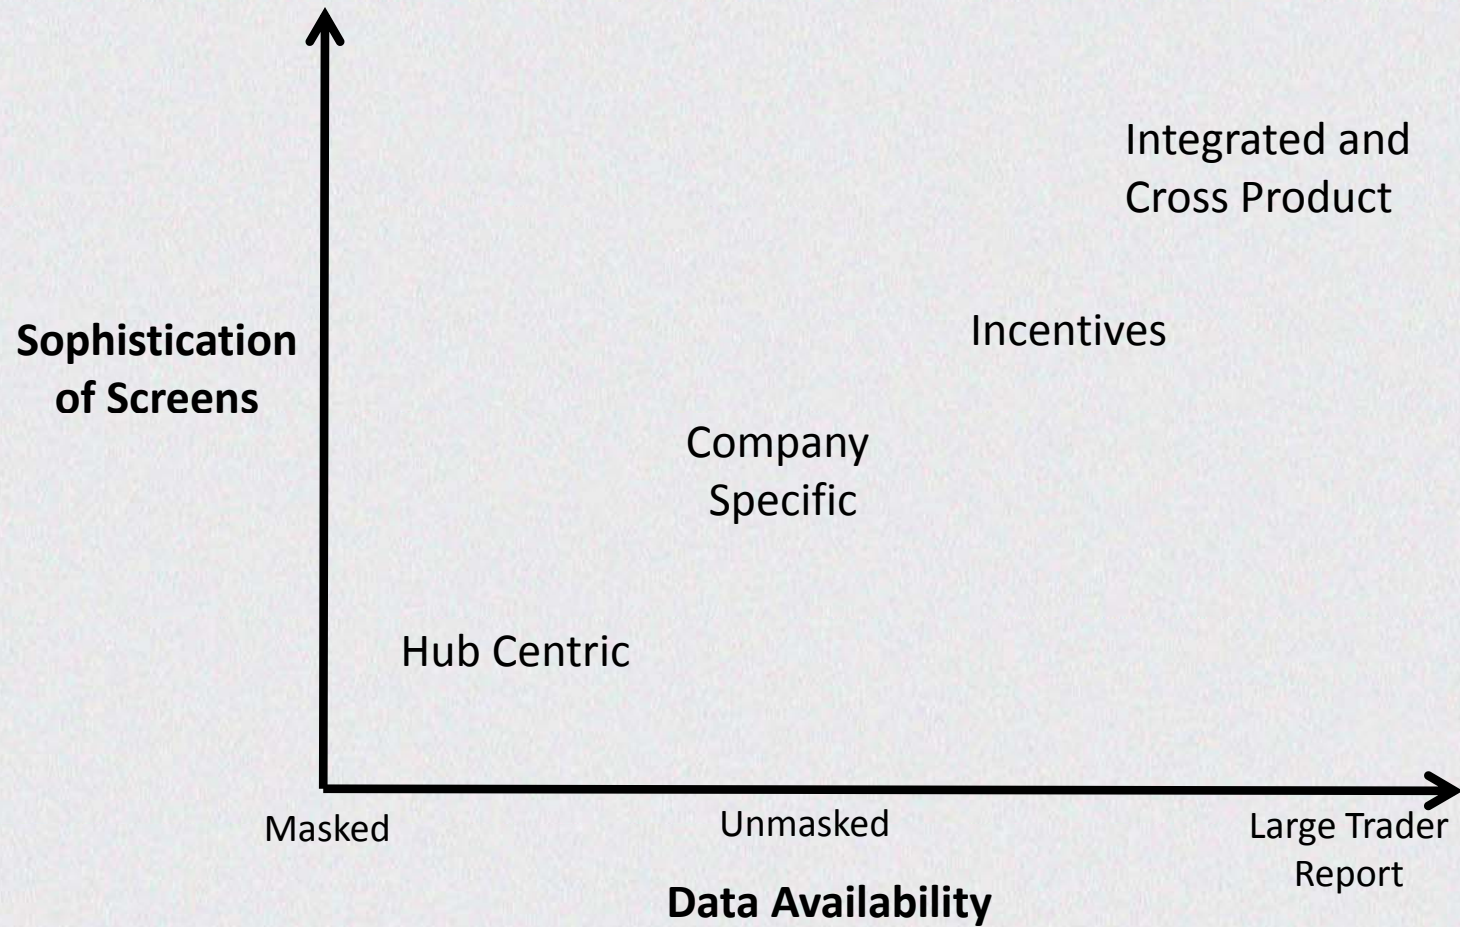 Integrated and
Cross Product
Incentives
Sophistication
of Screens
Company
Specific
Hub Centric
Masked
Unmasked
Large Trader
Report
Data Availability